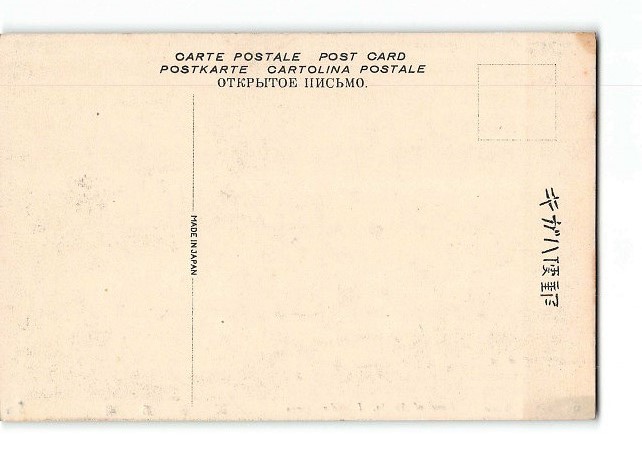 CARTE POSTALE POST CARD
POSTKARTE CARTOLINA POSTALE
ОТКРЫТОЕ ПИСЬМО.
MADE IN JAPAN
郵便ハガキ